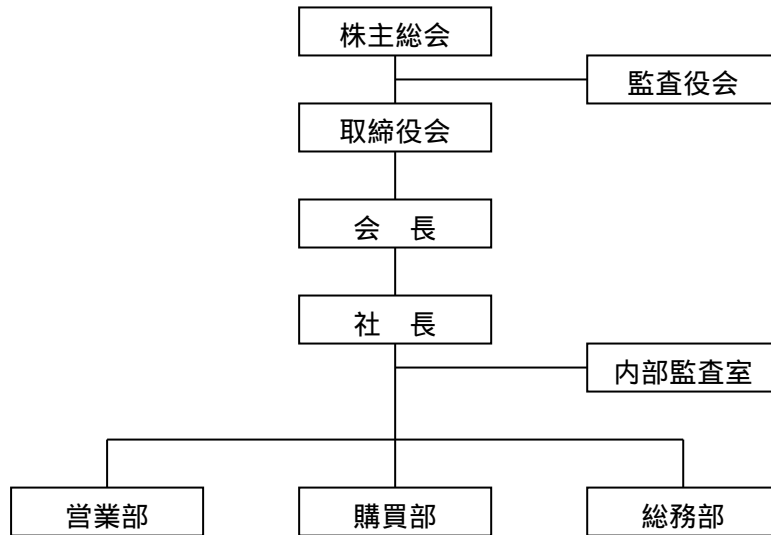 株主総会
監査役会
取締役会
会　長
社　長
内部監査室
営業部
購買部
総務部